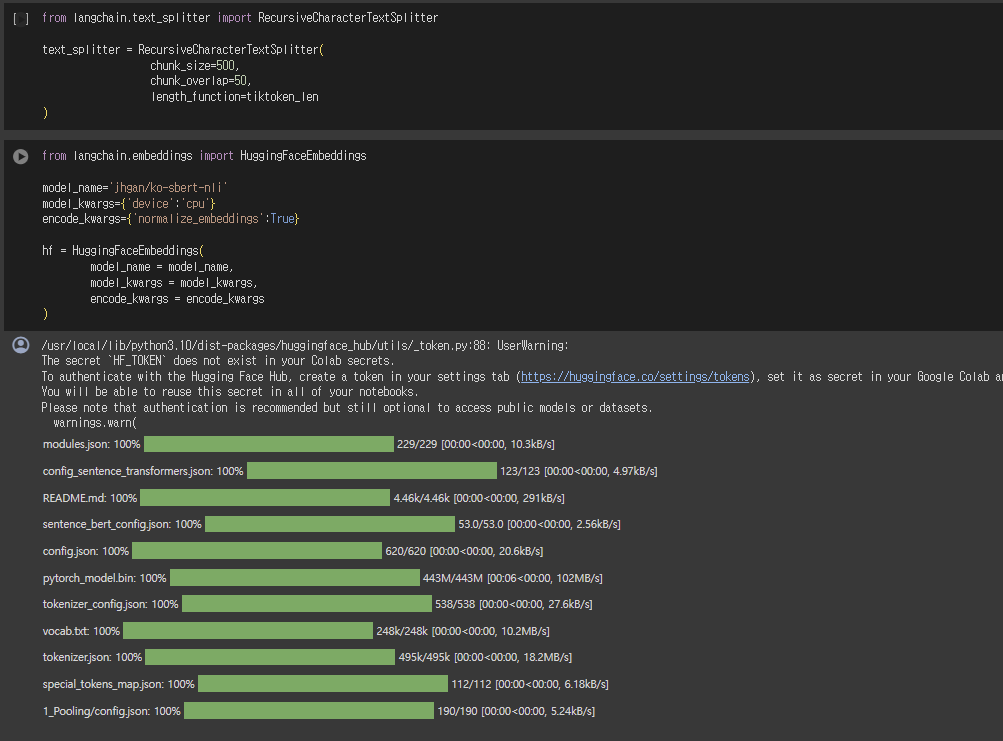 [ ] from langchain.text_splitter import RecursiveCharacterTextSplitter
text_splitter = RecursiveCharacterTextSplitter(
chunk_size=500,
chunk_overlap=50,
length_function=tiktoken_len
)
from langchain.embeddings import HuggingFaceEmbeddings
model_name='jhgan/ko-sbert-nli'
model_kwargs={'device':'cpu'}
encode_kwargs={'normalize_embeddings':True}
hf = HuggingFaceEmbeddings(
model_name = model_name,
model_kwargs = model_kwargs,
encode_kwargs = encode_kwargs
)
/usr/local/lib/python3.10/dist-packages/huggingface_hub/utils/_token.py:88: UserWarning:
The secret `HF_TOKEN` does not exist in your Colab secrets.
To authenticate with the Hugging Face Hub, create a token in your settings tab (https://huggingface.co/settings/tokens), set it as secret in your Google Colab
You will be able to reuse this secret in all of your notebooks.
Please note that authentication is recommended but still optional to access public models or datasets.
warnings.warn(
modules.json: 100% 229/229 [00:00<00:00, 10.3kB/s]
config_sentence_transformers.json: 100% 123/123 [00:00<00:00, 4.97kB/s]
README.md: 100% 4.46k/4.46k [00:00<00:00, 291kB/s]
sentence_bert_config.json: 100% 53.0/53.0 [00:00<00:00, 2.56kB/s]
config.json: 100% 620/620 [00:00<00:00, 20.6kB/s]
pytorch_model.bin: 100% 443M/443M [00:06<00:00, 102MB/s]
tokenizer_config.json: 100% 538/538 [00:00<00:00, 27.6kB/s]
vocab.txt: 100% 248k/248k [00:00<00:00, 10.2MB/s]
tokenizer.json: 100% 495k/495k [00:00<00:00, 18.2MB/s]
special_tokens_map.json: 100% 112/112 [00:00<00:00, 6.18kB/s]
1_Pooling/config.json: 100% 190/190 [00:00<00:00, 5.24kB/s]